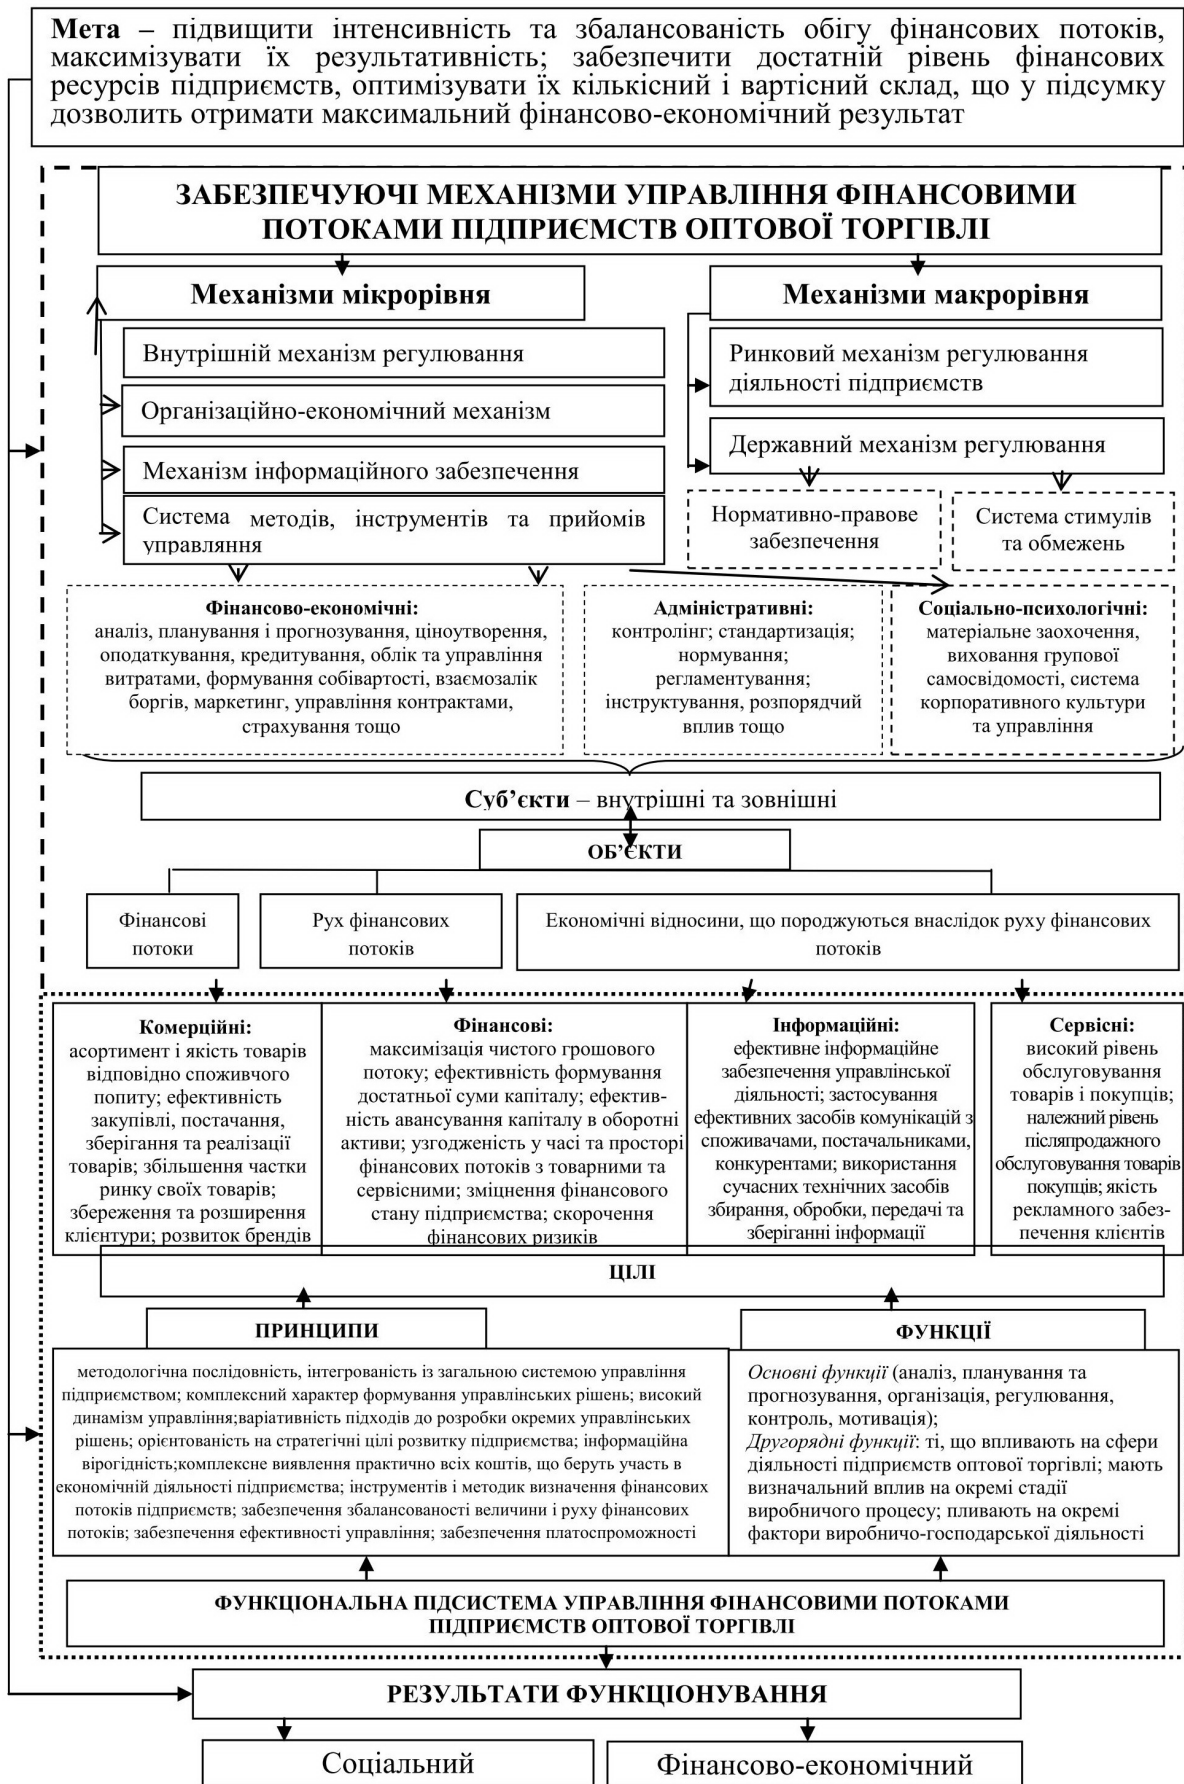 Мета – підвищити інтенсивність та збалансованість обігу фінансових потоків,
максимізувати їх результативність; забезпечити достатній рівень фінансових
ресурсів підприємств, оптимізувати їх кількісний і вартісний склад, що у підсумку
дозволить отримати максимальний фінансово-економічний результат
ЗАБЕЗПЕЧУЮЧІ МЕХАНІЗМИ УПРАВЛІННЯ ФІНАНСОВИМИ
ПОТОКАМИ ПІДПРИЄМСТВ ОПТОВОЇ ТОРГІВЛІ
Механізми мікрорівня
Внутрішній механізм регулювання
Організаційно-економічний механізм
Механізм інформаційного забезпечення
Система методів, інструментів та прийомів
управляння
Механізми макрорівня
Ринковий механізм регулювання
діяльності підприємств
Державний механізм регулювання
Нормативно-правове
забезпечення
Система стимулів
та обмежень
Фінансово-економічні:
аналіз, планування і прогнозування, ціноутворення,
оподаткування, кредитування, облік та управління
витратами, формування собівартості, взаємозалік
боргів, маркетинг, управління контрактами,
страхування тощо
Адміністративні:
контролінг; стандартизація;
нормування;
регламентування;
інструктування, розпорядчий
вплив тощо
Соціально-психологічні:
матеріальне заохочення,
виховання групової
самосвідомості, система
корпоративного культури
та управління
Суб’єкти – внутрішні та зовнішні
ОБ’ЄКТИ
Фінансові
потоки
Рух фінансових
потоків
Економічні відносини, що породжуються внаслідок руху фінансових
потоків
Комерційні:
асортимент і якість товарів
відповідно споживчого
попиту; ефективність
закупівлі, постачання,
зберігання та реалізації
товарів; збільшення частки
ринку своїх товарів;
збереження та розширення
клієнтури; розвиток брендів
Фінансові:
максимізація чистого грошового
потоку; ефективність формування
достатньої суми капіталу; ефектив-
ність авансування капіталу в оборотні
активи; узгодженість у часі та просторі
фінансових потоків з товарними та
сервісними; зміцнення фінансового
стану підприємства; скорочення
фінансових ризиків
Інформаційні:
ефективне інформаційне
забезпечення управлінської
діяльності; застосування
ефективних засобів комунікацій з
споживачами, постачальниками,
конкурентами; використання
сучасних технічних засобів
збирання, обробки, передачі та
зберіганні інформації
Сервісні:
високий рівень
обслуговування
товарів і покупців;
належний рівень
післяпродажного
обслуговування товарів
покупців; якість
рекламного забез-
печення клієнтів
ЦІЛІ
ПРИНЦИПИ
методологічна послідовність, інтегрованість із загальною системою управління
підприємством; комплексний характер формування управлінських рішень; високий
динамізм управління;варіативність підходів до розробки окремих управлінських
рішень; орієнтованість на стратегічні цілі розвитку підприємства; інформаційна
вірогідність;комплексне виявлення практично всіх коштів, що беруть участь в
економічній діяльності підприємства; інструментів і методик визначення фінансових
потоків підприємств; забезпечення збалансованості величини і руху фінансових
потоків; забезпечення ефективності управління; забезпечення платоспроможності
ФУНКЦІЇ
Основні функції (аналіз, планування та
прогнозування, організація, регулювання,
контроль, мотивація);
Другорядні функції: ті, що впливають на сфери
діяльності підприємств оптової торгівлі; мають
визначальний вплив на окремі стадії
виробничого процесу; пливають на окремі
фактори виробничо-господарської діяльності
ФУНКЦІОНАЛЬНА ПІДСИСТЕМА УПРАВЛІННЯ ФІНАНСОВИМИ ПОТОКАМИ
ПІДПРИЄМСТВ ОПТОВОЇ ТОРГІВЛІ
РЕЗУЛЬТАТИ ФУНКЦІОНУВАННЯ
Соціальний
Фінансово-економічний